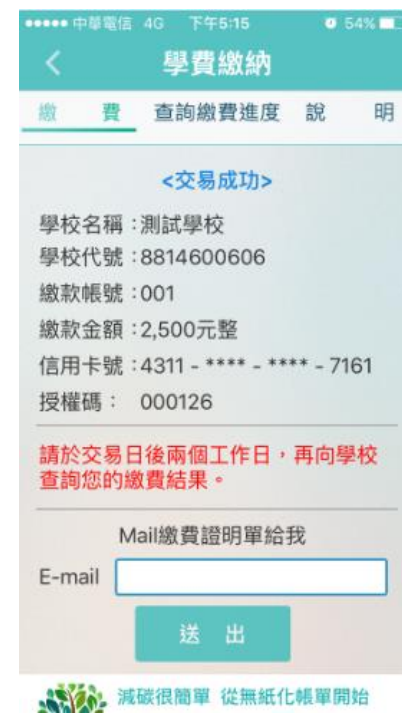 中華電信 4G 下午5:15 54%
學費繳納
繳 費 查詢繳費進度 說 明
<交易成功>
學校名稱：測試學校
學校代號：8814600606
繳款帳號：001
繳款金額：2,500元整
信用卡號：4311 - **** - **** - 7161
授權碼： 000126
請於交易日後兩個工作日，再向學校
查詢您的繳費結果。
Mail繳費證明單給我
E-mail
送 出
減碳很簡單 從無紙化帳單開始